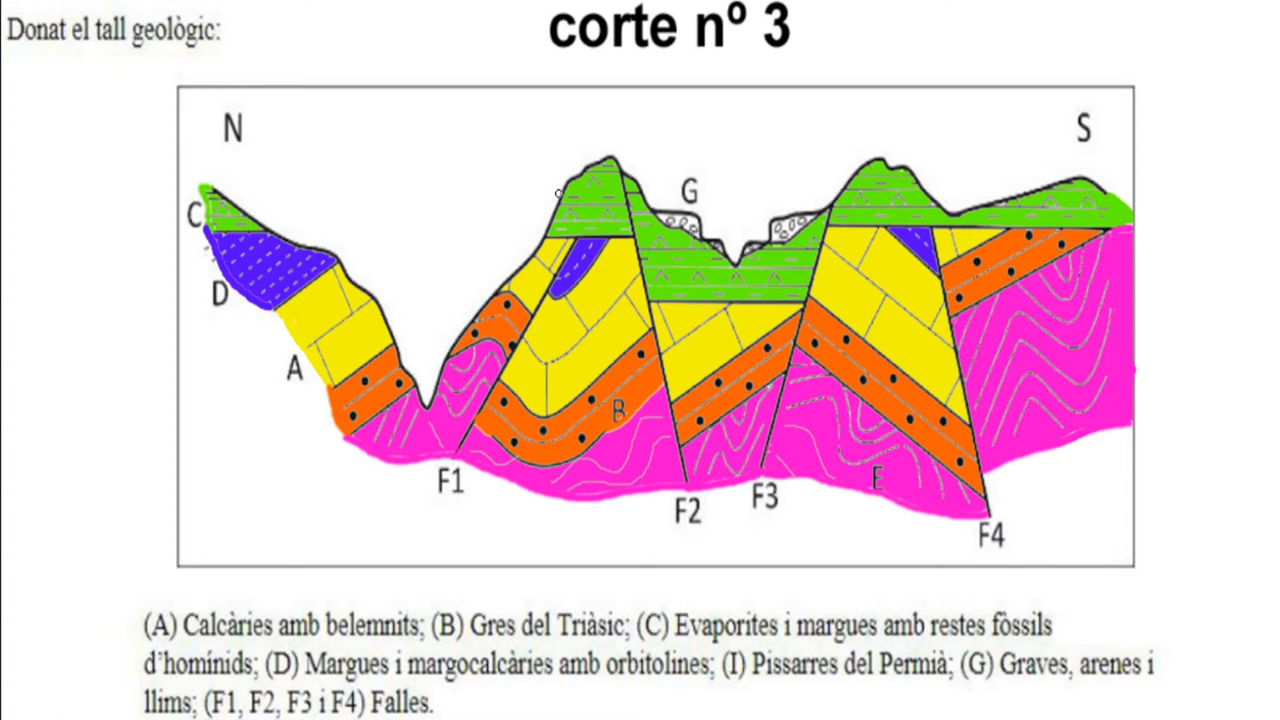 Donat el tall geològic:
corte nº 3
N
S
G
C
D
A
B
E
F1
F2
F3
F4
(A) Calcàries amb belemnits; (B) Gres del Triàsic; (C) Evaporites i margues amb restes fòssils
d'homínids; (D) Margues i margocalcàries amb orbitolines; (I) Pissarres del Permià; (G) Graves, arenes i
llims; (F1, F2, F3 i F4) Falles.